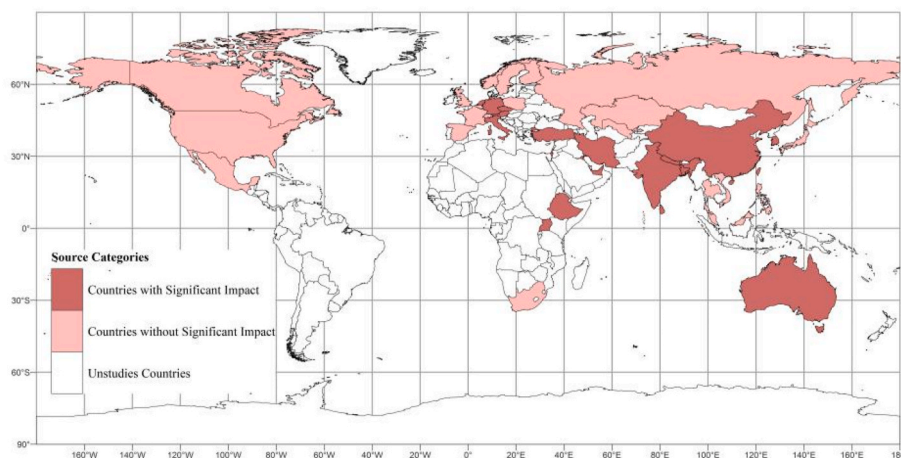 60°N
30°N
0°
30°S
60°S
90°
Source Categories
Countries with Significant Impact
Countries without Significant Impact
Unstudies Countries
160°W 140°W 120°W 100°W 80°W 60°W 40°W 20°W 0°E 20°E 40°E 60°E 80°E 100°E 120°E 140°E 160°E 180